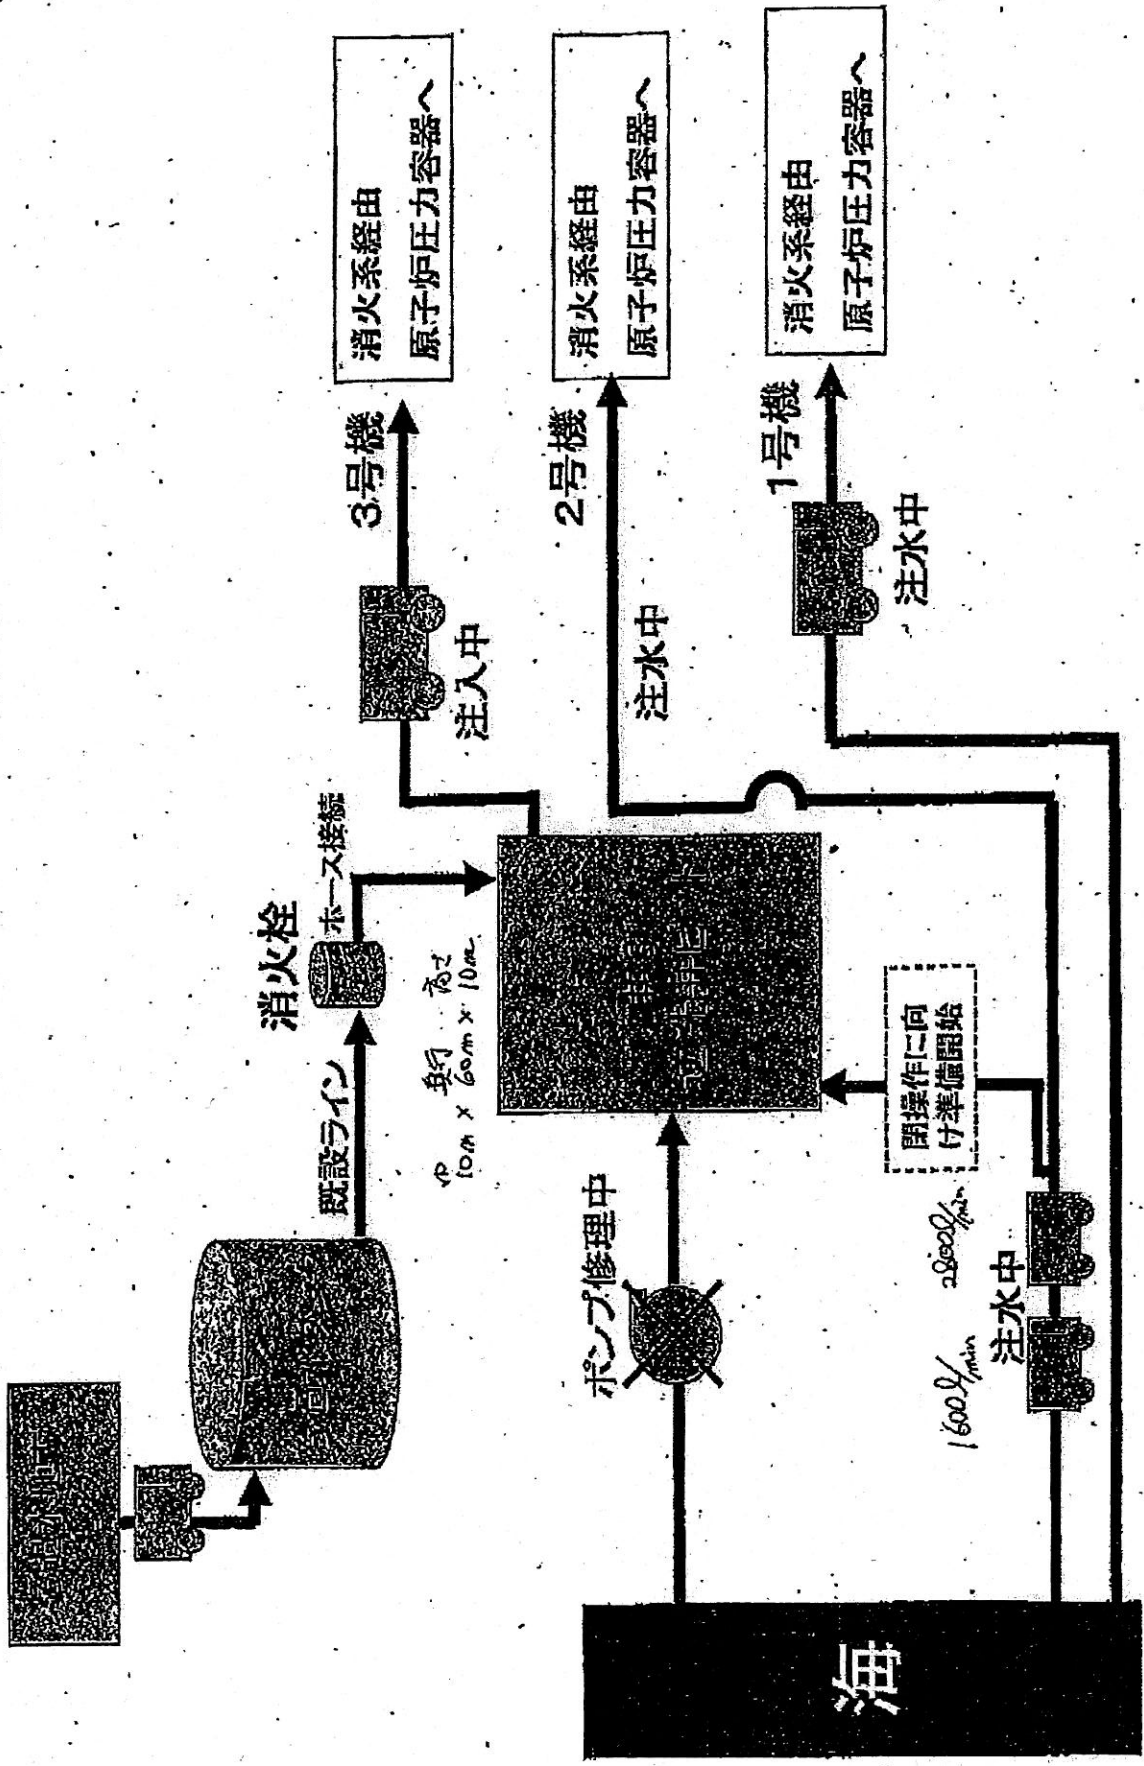 消火栓
既設ライン
ホース接続
奥行 高さ
10m × 60m × 10m
3号機
注入中
消火系経由
原子炉圧力容器へ
ポンプ修理中
2号機
注水中
消火系経由
原子炉圧力容器へ
海
閉操作に向
け準備開始
1600ℓ/min
2800ℓ/min
注水中
1号機
注水中
消火系経由
原子炉圧力容器へ